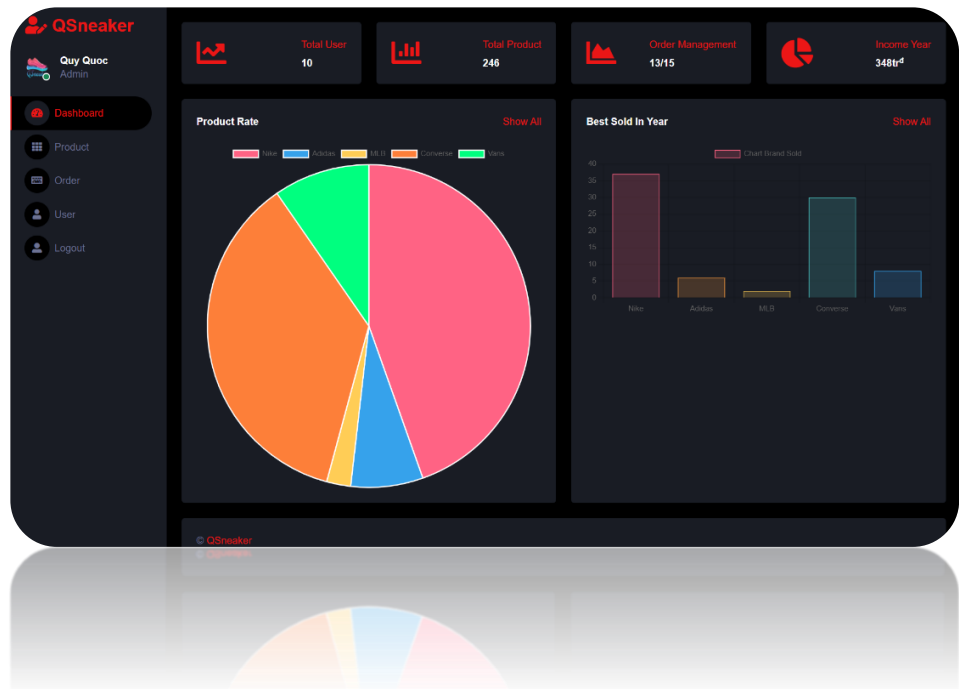 QSneaker
Quy Quoc
Admin
Dashboard
Product
Order
User
Logout
Total User
10
Total Product
246
Order Management
13/15
Income Year
348trđ
Product Rate
Show All
Nike Adidas MLB Converse Vans
Best Sold In Year
Show All
Chart Brand Sold
40
35
30
25
20
15
10
5
0
Nike Adidas MLB Converse Vans
© QSneaker